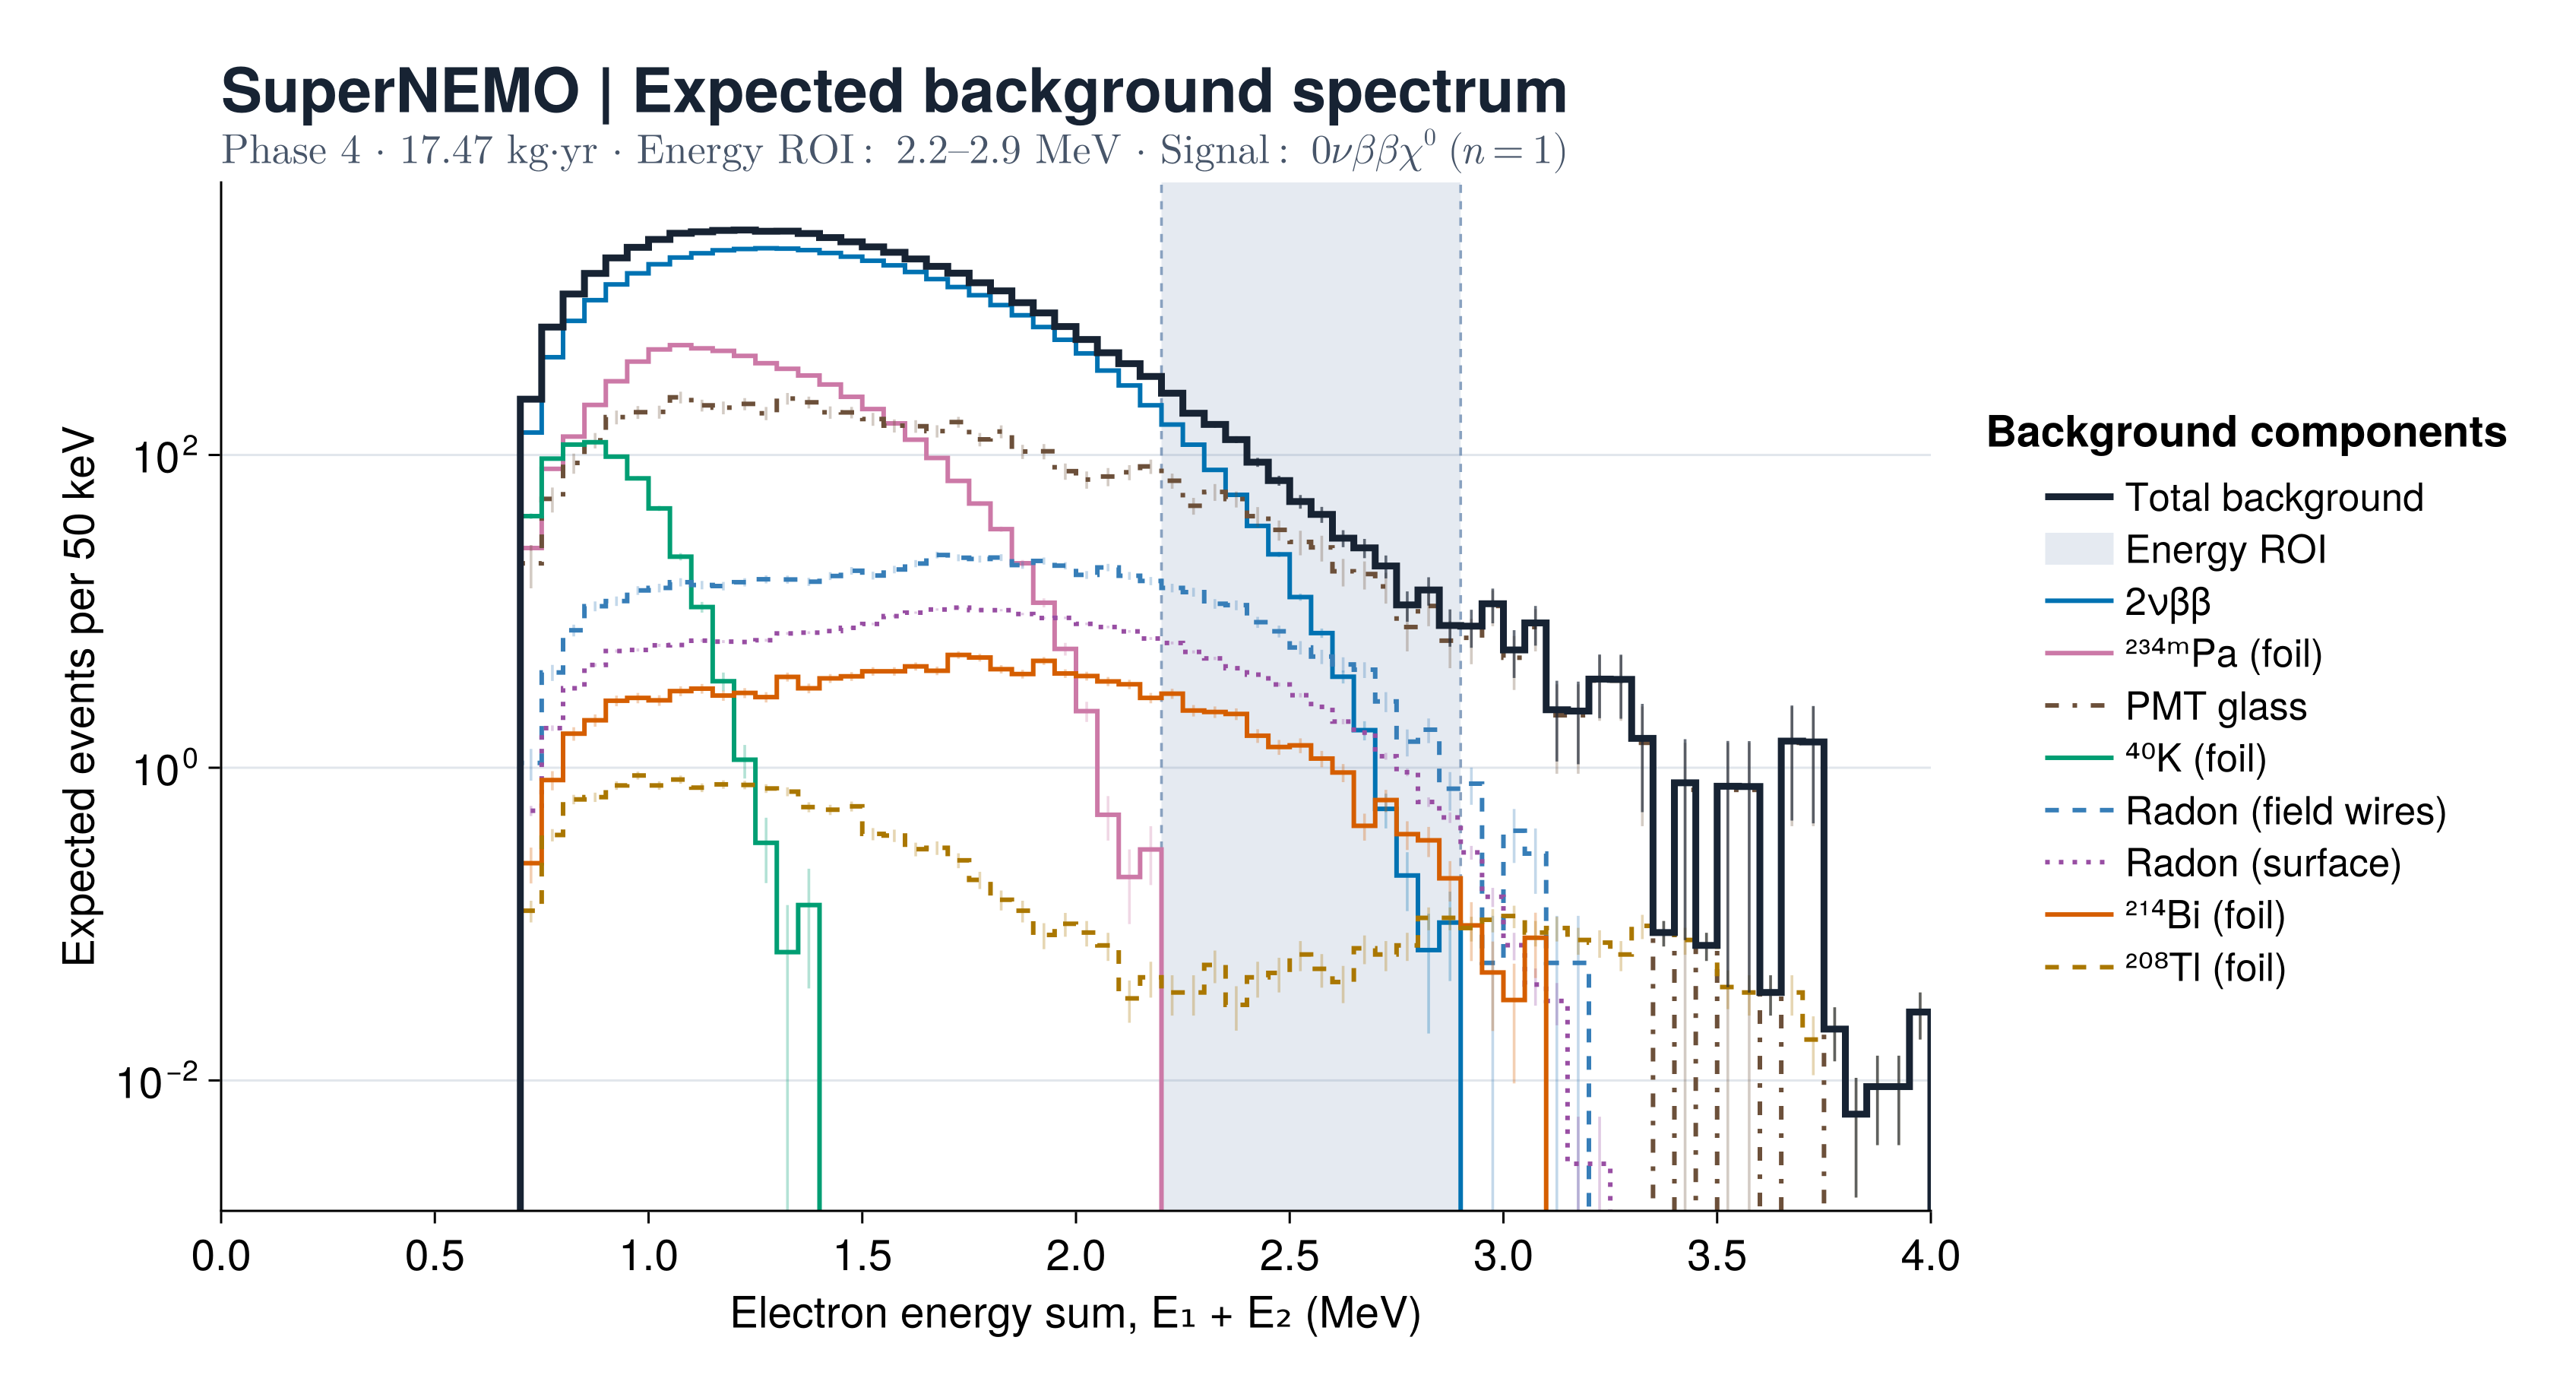 SuperNEMO | Expected background spectrum
Phase 4 · 17.47 kg·yr · Energy ROI: 2.2–2.9 MeV · Signal: 0νββχ⁰ (n = 1)
Expected events per 50 keV
10²
10⁰
10⁻²
0.0 0.5 1.0 1.5 2.0 2.5 3.0 3.5 4.0
Electron energy sum, E₁ + E₂ (MeV)
Background components
Total background
Energy ROI
2νββ
²³⁴ᵐPa (foil)
PMT glass
⁴⁰K (foil)
Radon (field wires)
Radon (surface)
²¹⁴Bi (foil)
²⁰⁸Tl (foil)